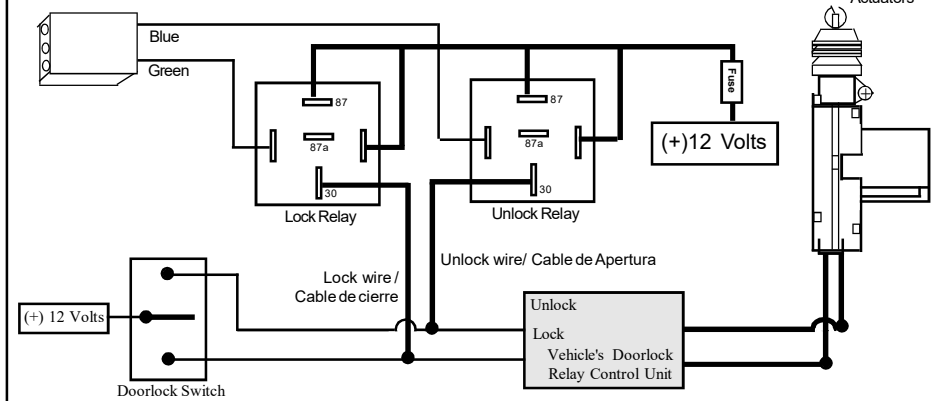 Actuators
Blue
Green
87
87a
30
Lock Relay
87
87a
30
Unlock Relay
Fuse
(+)12 Volts
Lock wire /
Cable de cierre
Unlock wire/ Cable de Apertura
(+) 12 Volts
Doorlock Switch
Unlock
Lock
Vehicle's Doorlock
Relay Control Unit